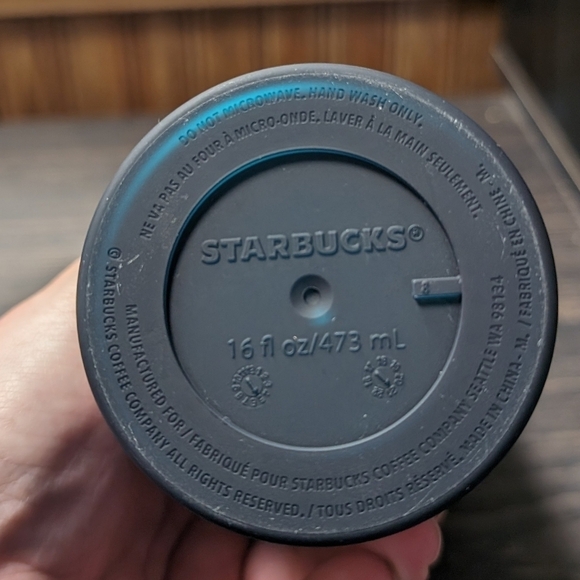 DO NOT MICROWAVE. HAND WASH ONLY.
NE VA PAS AU FOUR À MICRO-ONDE. LAVER À LA MAIN SEULEMENT.
STARBUCKS®
16 fl oz/473 mL
MANUFACTURED FOR / FABRIQUÉ POUR STARBUCKS COFFEE COMPANY SEATTLE WA 98134
© STARBUCKS COFFEE COMPANY ALL RIGHTS RESERVED. / TOUS DROITS RÉSERVÉ. MADE IN CHINA - M. / FABRIQUÉ EN CHINE -M.